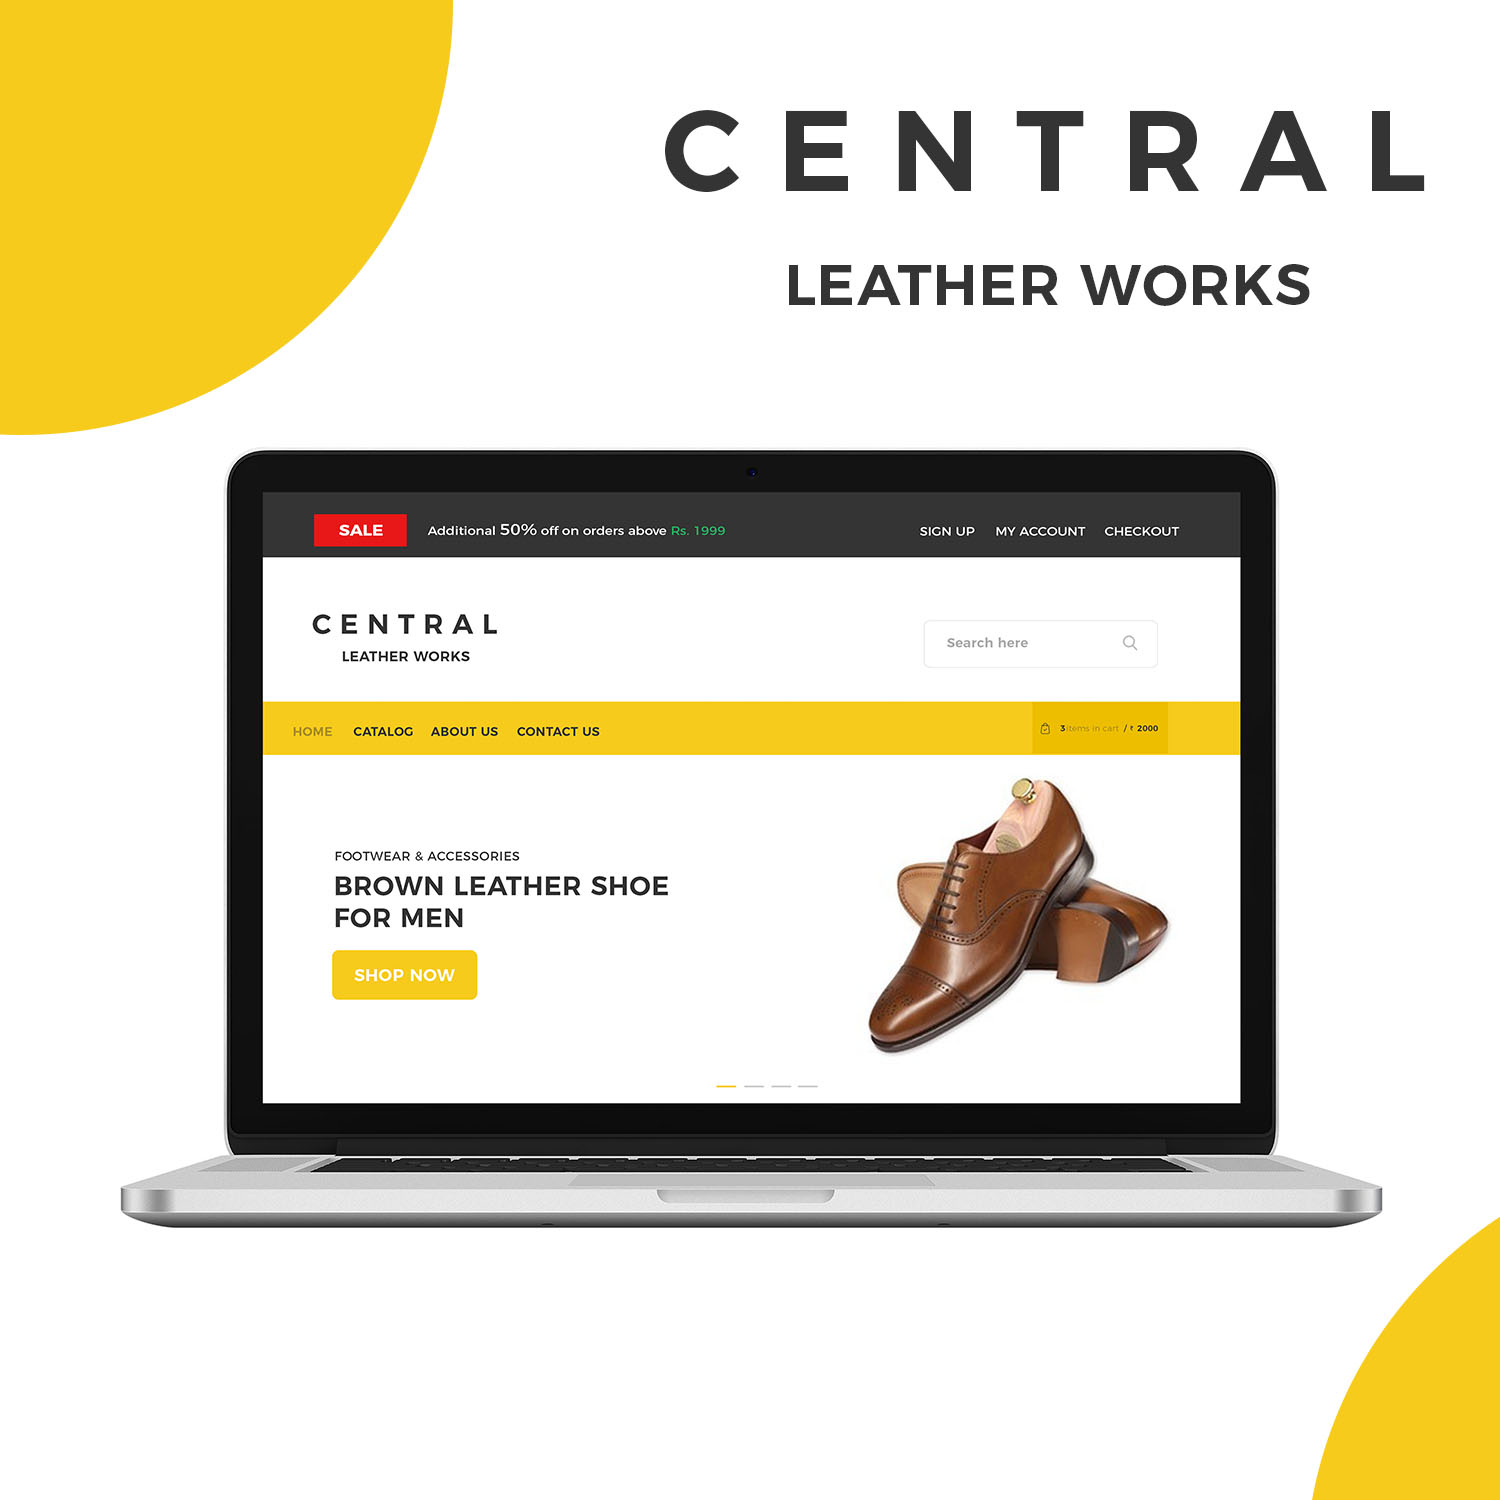 CENTRAL
LEATHER WORKS
SALE Additional 50% off on orders above Rs. 1999 SIGN UP MY ACCOUNT CHECKOUT
CENTRAL
LEATHER WORKS
Search here
HOME CATALOG ABOUT US CONTACT US 3 items in cart / ₹ 2000
FOOTWEAR & ACCESSORIES
BROWN LEATHER SHOE
FOR MEN
SHOP NOW